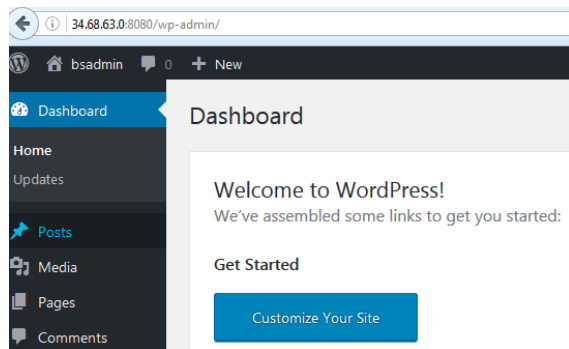 34.68.63.0:8080/wp-admin/
bsadmin 0 + New
Dashboard
Home
Updates
Posts
Media
Pages
Comments
Dashboard
Welcome to WordPress!
We've assembled some links to get you started:
Get Started
Customize Your Site